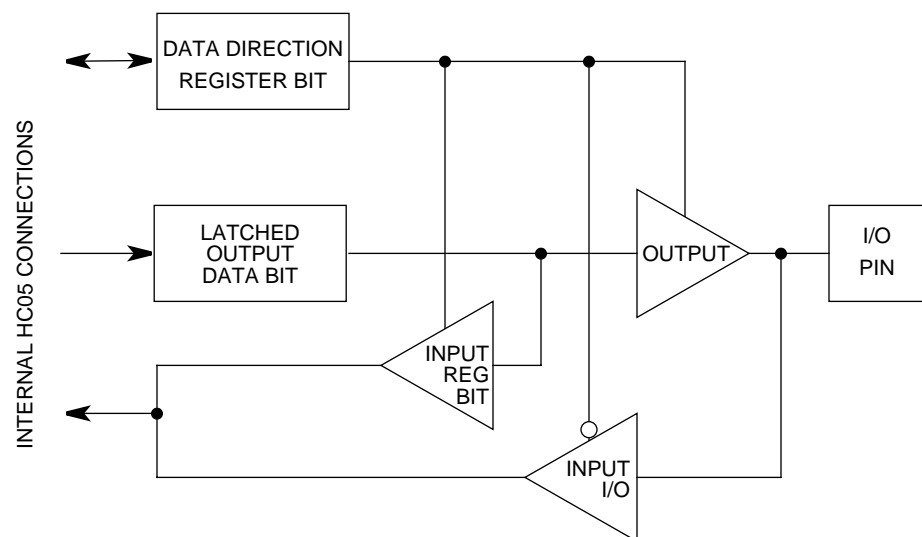 DATA DIRECTION
REGISTER BIT
INTERNAL HC05 CONNECTIONS
LATCHED
OUTPUT
DATA BIT
OUTPUT
I/O
PIN
INPUT
REG
BIT
INPUT
I/O